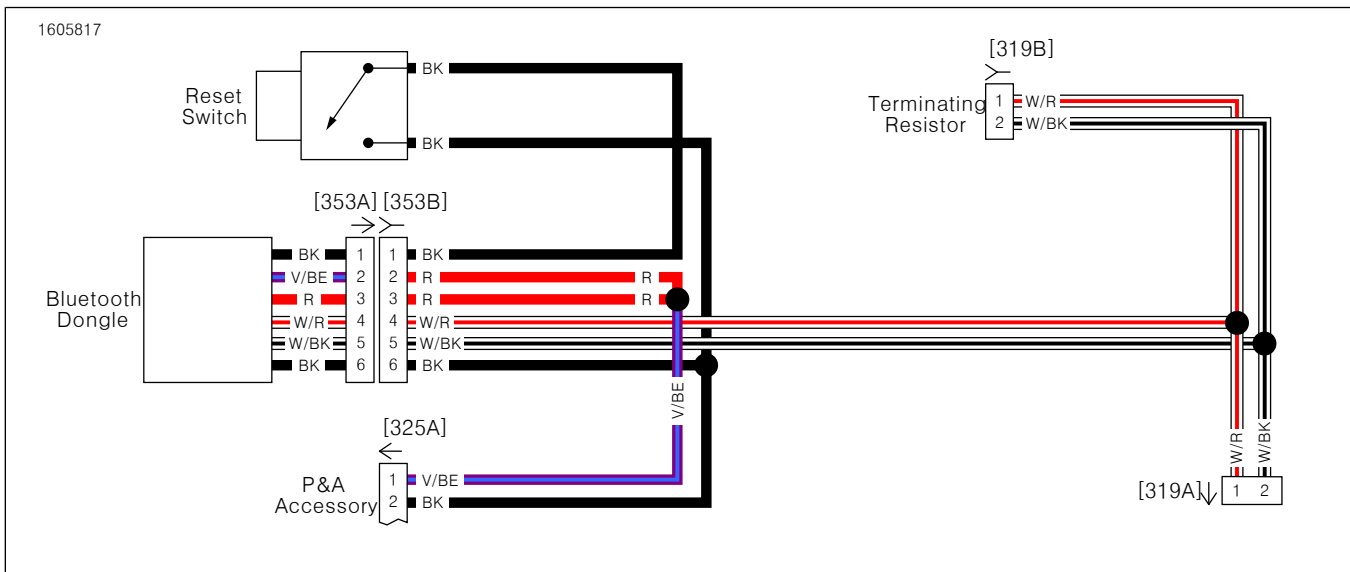 1605817
[319B]
BK
Reset
Switch
BK
Terminating
Resistor
1 W/R
2 W/BK
[353A] [353B]
Bluetooth
Dongle
BK 1 1 BK
V/BE 2 2 R R
R 3 3 R R
W/R 4 4 W/R
W/BK 5 5 W/BK
BK 6 6 BK
V/BE
W/R
W/BK
[325A]
P&A
Accessory
1 V/BE
2 BK
[319A]
1 2